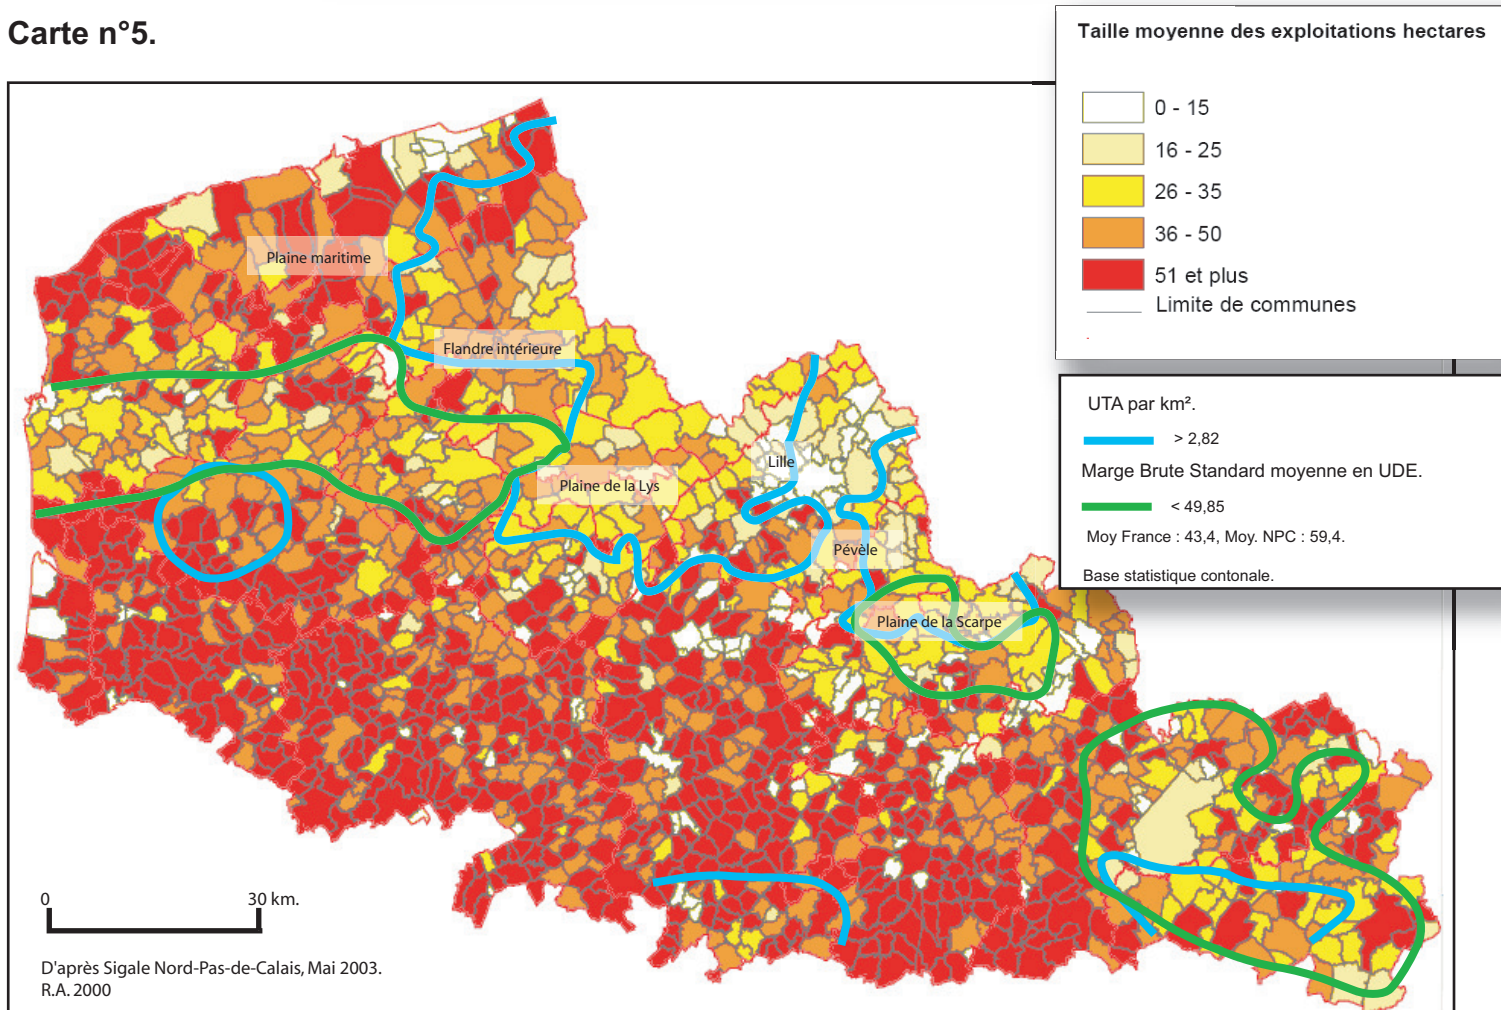 Carte n°5.
Taille moyenne des exploitations hectares
0 - 15
16 - 25
26 - 35
36 - 50
51 et plus
Limite de communes
UTA par km².
> 2,82
Marge Brute Standard moyenne en UDE.
< 49,85
Moy France : 43,4, Moy. NPC : 59,4.
Base statistique contonale.
Plaine maritime
Flandre intérieure
Lille
Plaine de la Lys
Pévèle
Plaine de la Scarpe
0 30 km.
D'après Sigale Nord-Pas-de-Calais, Mai 2003.
R.A. 2000